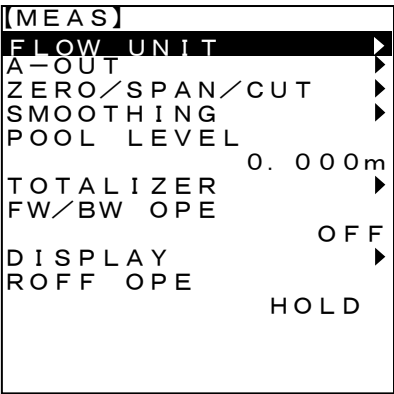 【MEAS】
FLOW UNIT ▶
A－OUT ▶
ZERO／SPAN／CUT ▶
SMOOTHING ▶
POOL LEVEL
0. 000m
TOTALIZER ▶
FW／BW OPE
OFF
DISPLAY ▶
ROFF OPE
HOLD